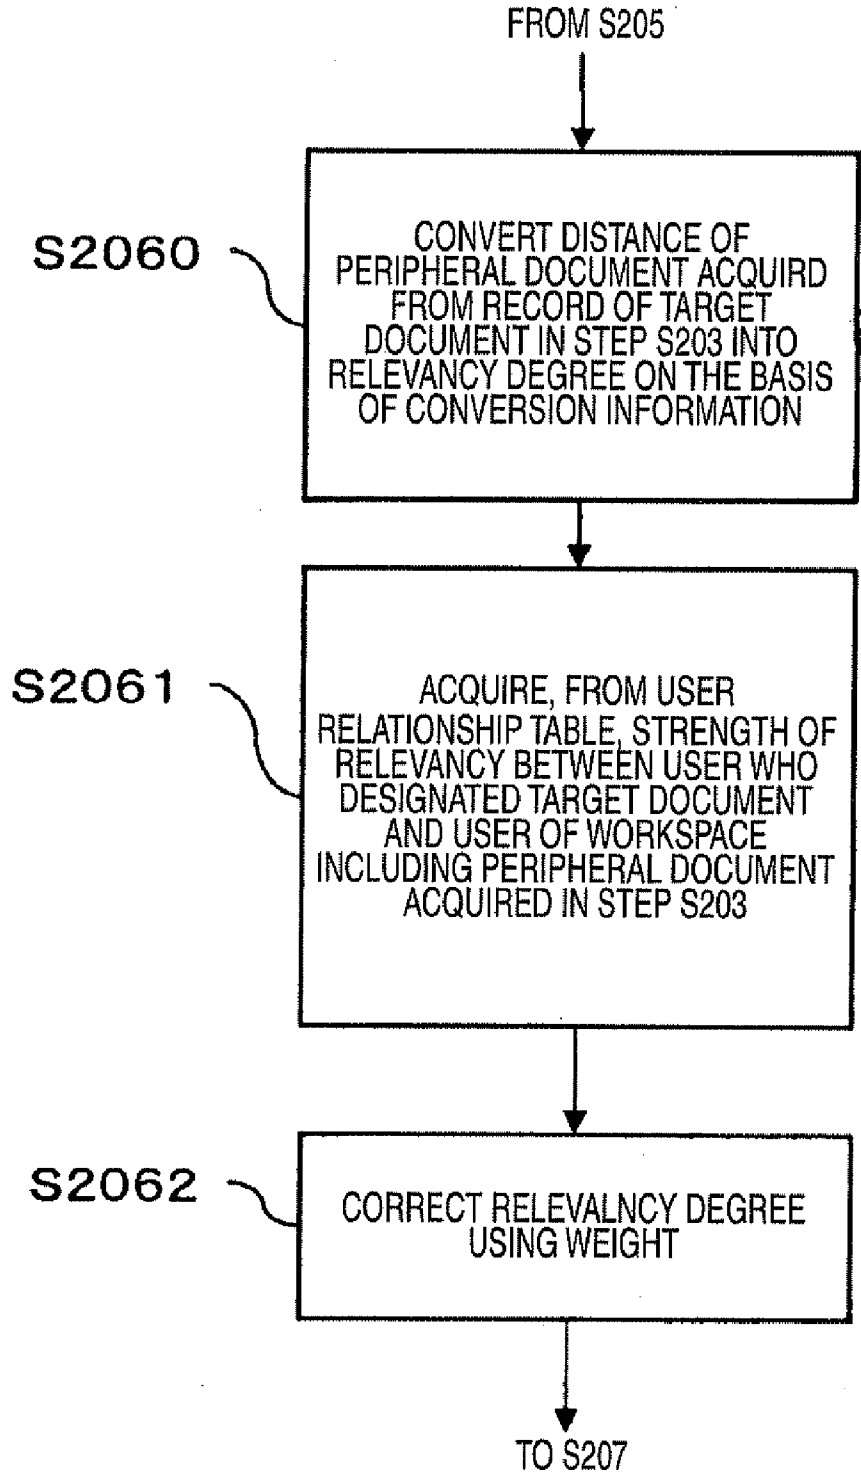 FROM S205
S2060
CONVERT DISTANCE OF
PERIPHERAL DOCUMENT ACQUIRD
FROM RECORD OF TARGET
DOCUMENT IN STEP S203 INTO
RELEVANCY DEGREE ON THE BASIS
OF CONVERSION INFORMATION
S2061
ACQUIRE, FROM USER
RELATIONSHIP TABLE, STRENGTH OF
RELEVANCY BETWEEN USER WHO
DESIGNATED TARGET DOCUMENT
AND USER OF WORKSPACE
INCLUDING PERIPHERAL DOCUMENT
ACQUIRED IN STEP S203
S2062
CORRECT RELEVALNCY DEGREE
USING WEIGHT
TO S207